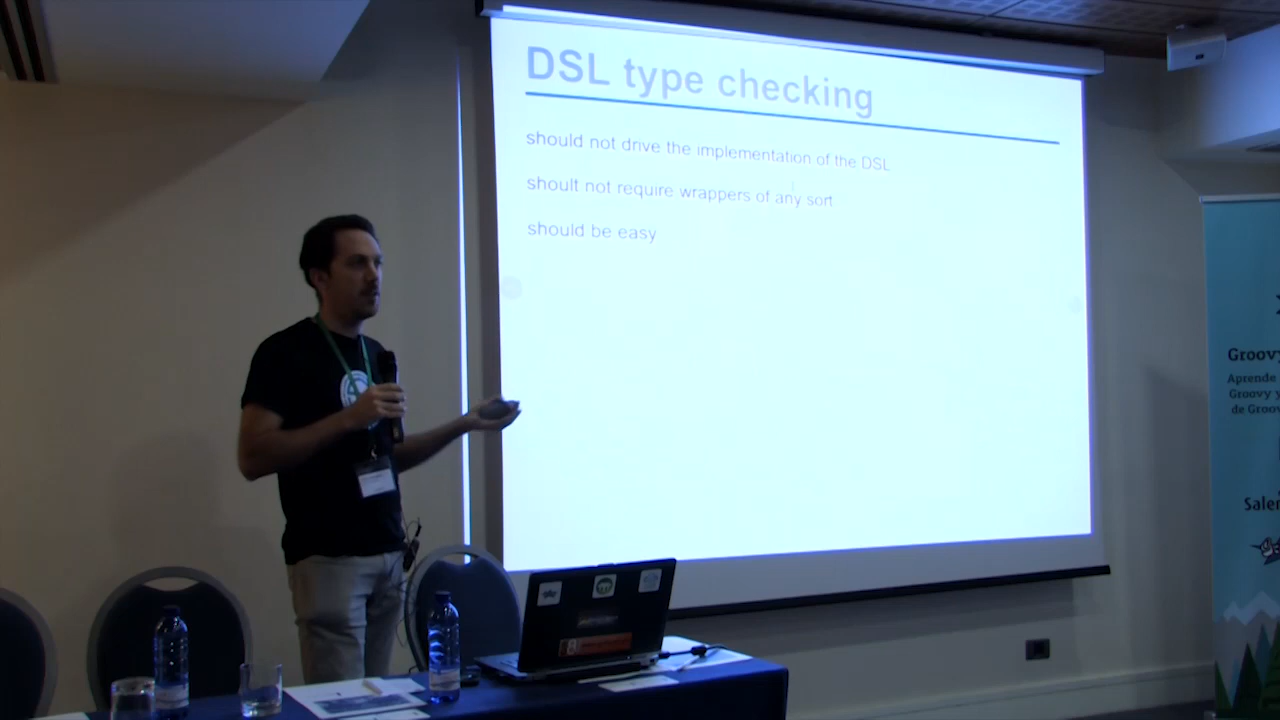 DSL type checking
should not drive the implementation of the DSL
shoult not require wrappers of any sort
should be easy
Groovy
Aprende
Groovy y
de Groov
Salen